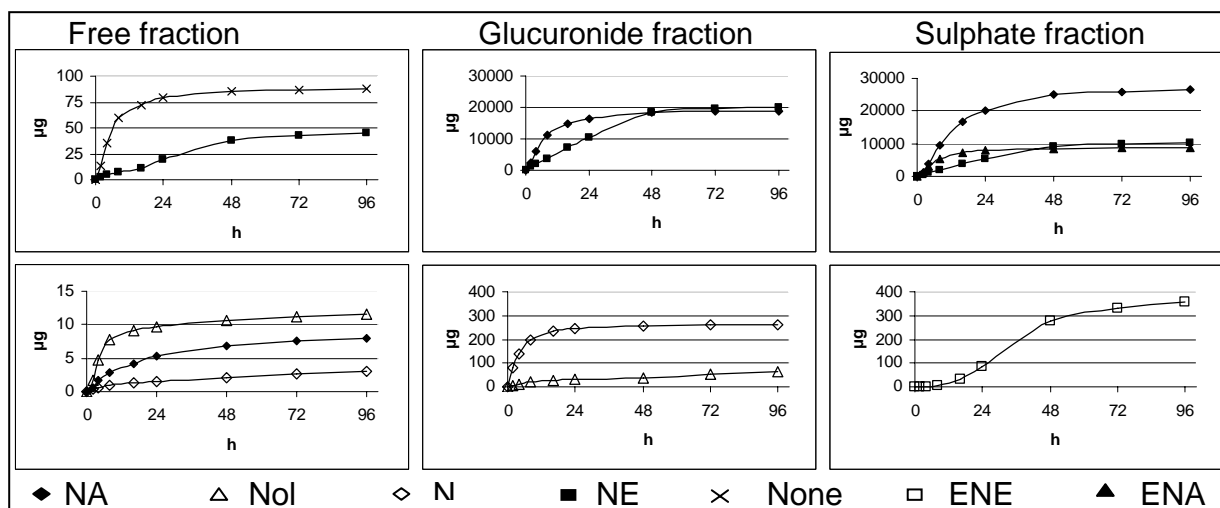 Free fraction
Glucuronide fraction
Sulphate fraction
100
75
50
25
0
µg
0 24 48 72 96
h
30000
20000
10000
0
µg
0 24 48 72 96
h
30000
20000
10000
0
µg
0 24 48 72 96
h
15
10
5
0
µg
0 24 48 72 96
h
400
300
200
100
0
µg
0 24 48 72 96
h
400
300
200
100
0
µg
0 24 48 72 96
h
NA Nol N NE None ENE ENA